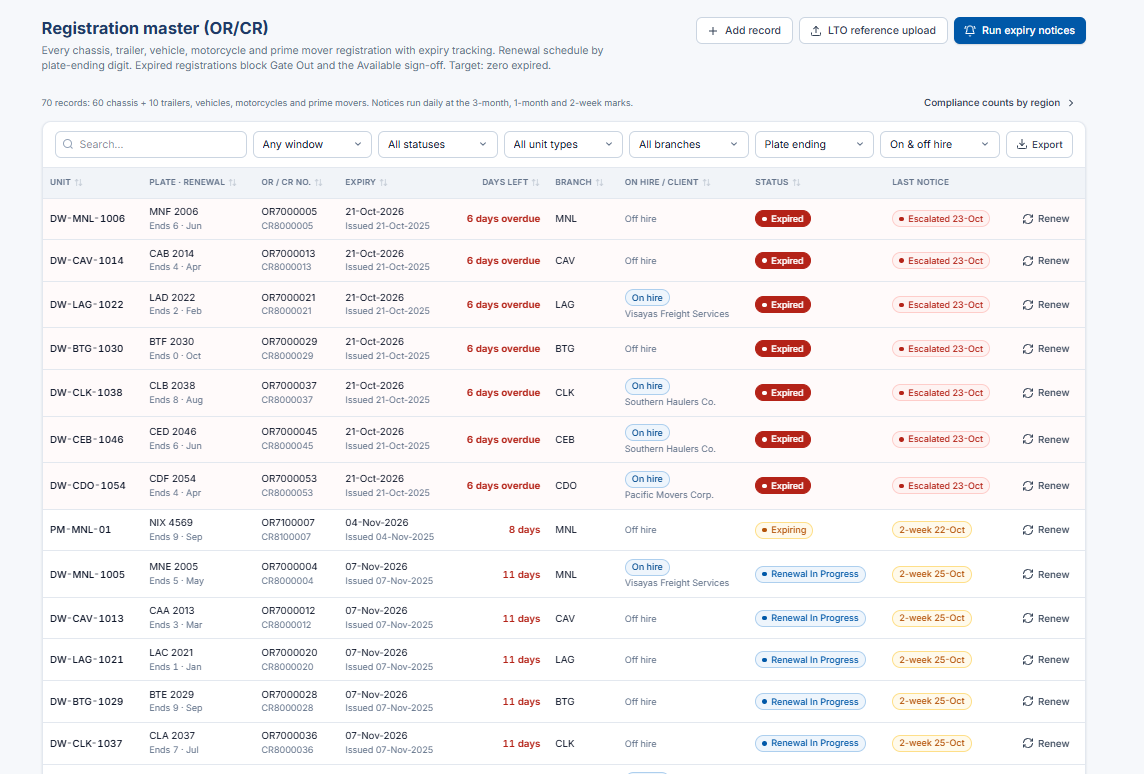 Registration master (OR/CR)
Add record
LTO reference upload
Run expiry notices
Every chassis, trailer, vehicle, motorcycle and prime mover registration with expiry tracking. Renewal schedule by
plate-ending digit. Expired registrations block Gate Out and the Available sign-off. Target: zero expired.
70 records: 60 chassis + 10 trailers, vehicles, motorcycles and prime movers. Notices run daily at the 3-month, 1-month and 2-week marks.
Compliance counts by region
Search... Any window All statuses All unit types All branches Plate ending On & off hire Export
UNIT PLATE · RENEWAL OR / CR NO. EXPIRY DAYS LEFT BRANCH ON HIRE / CLIENT STATUS LAST NOTICE
DW-MNL-1006 MNF 2006 OR7000005 21-Oct-2026 6 days overdue MNL Off hire Expired Escalated 23-Oct Renew
Ends 6 · Jun CR8000005 Issued 21-Oct-2025
DW-CAV-1014 CAB 2014 OR7000013 21-Oct-2026 6 days overdue CAV Off hire Expired Escalated 23-Oct Renew
Ends 4 · Apr CR8000013 Issued 21-Oct-2025
DW-LAG-1022 LAD 2022 OR7000021 21-Oct-2026 6 days overdue LAG On hire Expired Escalated 23-Oct Renew
Ends 2 · Feb CR8000021 Issued 21-Oct-2025 Visayas Freight Services
DW-BTG-1030 BTF 2030 OR7000029 21-Oct-2026 6 days overdue BTG Off hire Expired Escalated 23-Oct Renew
Ends 0 · Oct CR8000029 Issued 21-Oct-2025
DW-CLK-1038 CLB 2038 OR7000037 21-Oct-2026 6 days overdue CLK On hire Expired Escalated 23-Oct Renew
Ends 8 · Aug CR8000037 Issued 21-Oct-2025 Southern Haulers Co.
DW-CEB-1046 CED 2046 OR7000045 21-Oct-2026 6 days overdue CEB On hire Expired Escalated 23-Oct Renew
Ends 6 · Jun CR8000045 Issued 21-Oct-2025 Southern Haulers Co.
DW-CDO-1054 CDF 2054 OR7000053 21-Oct-2026 6 days overdue CDO On hire Expired Escalated 23-Oct Renew
Ends 4 · Apr CR8000053 Issued 21-Oct-2025 Pacific Movers Corp.
PM-MNL-01 NIX 4569 OR7100007 04-Nov-2026 8 days MNL Off hire Expiring 2-week 22-Oct Renew
Ends 9 · Sep CR8100007 Issued 04-Nov-2025
DW-MNL-1005 MNE 2005 OR7000004 07-Nov-2026 11 days MNL On hire Renewal In Progress 2-week 25-Oct Renew
Ends 5 · May CR8000004 Issued 07-Nov-2025 Visayas Freight Services
DW-CAV-1013 CAA 2013 OR7000012 07-Nov-2026 11 days CAV Off hire Renewal In Progress 2-week 25-Oct Renew
Ends 3 · Mar CR8000012 Issued 07-Nov-2025
DW-LAG-1021 LAC 2021 OR7000020 07-Nov-2026 11 days LAG Off hire Renewal In Progress 2-week 25-Oct Renew
Ends 1 · Jan CR8000020 Issued 07-Nov-2025
DW-BTG-1029 BTE 2029 OR7000028 07-Nov-2026 11 days BTG Off hire Renewal In Progress 2-week 25-Oct Renew
Ends 9 · Sep CR8000028 Issued 07-Nov-2025
DW-CLK-1037 CLA 2037 OR7000036 07-Nov-2026 11 days CLK Off hire Renewal In Progress 2-week 25-Oct Renew
Ends 7 · Jul CR8000036 Issued 07-Nov-2025